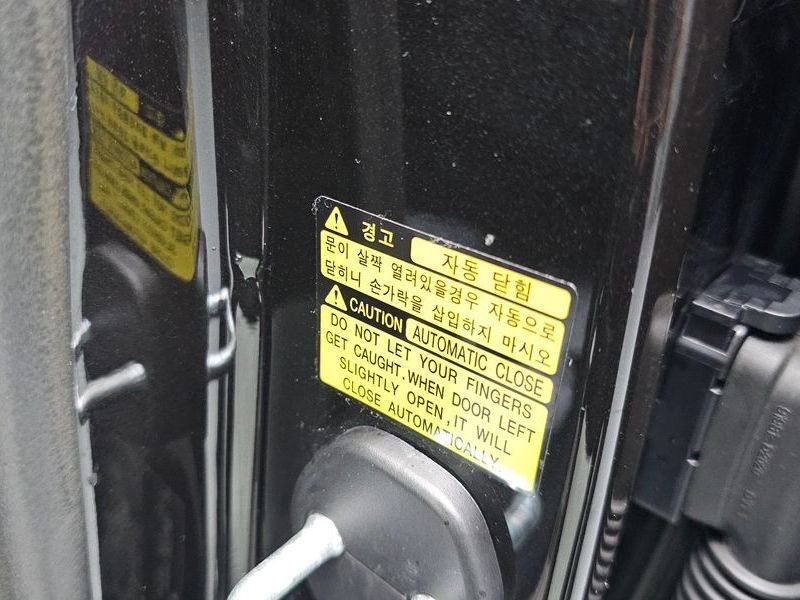 경고 자동 닫힘
문이 살짝 열려있을경우 자동으로
닫히니 손가락을 삽입하지 마시오
CAUTION AUTOMATIC CLOSE
DO NOT LET YOUR FINGERS
GET CAUGHT.WHEN DOOR LEFT
SLIGHTLY OPEN,IT WILL
CLOSE AUTOMATICALLY.